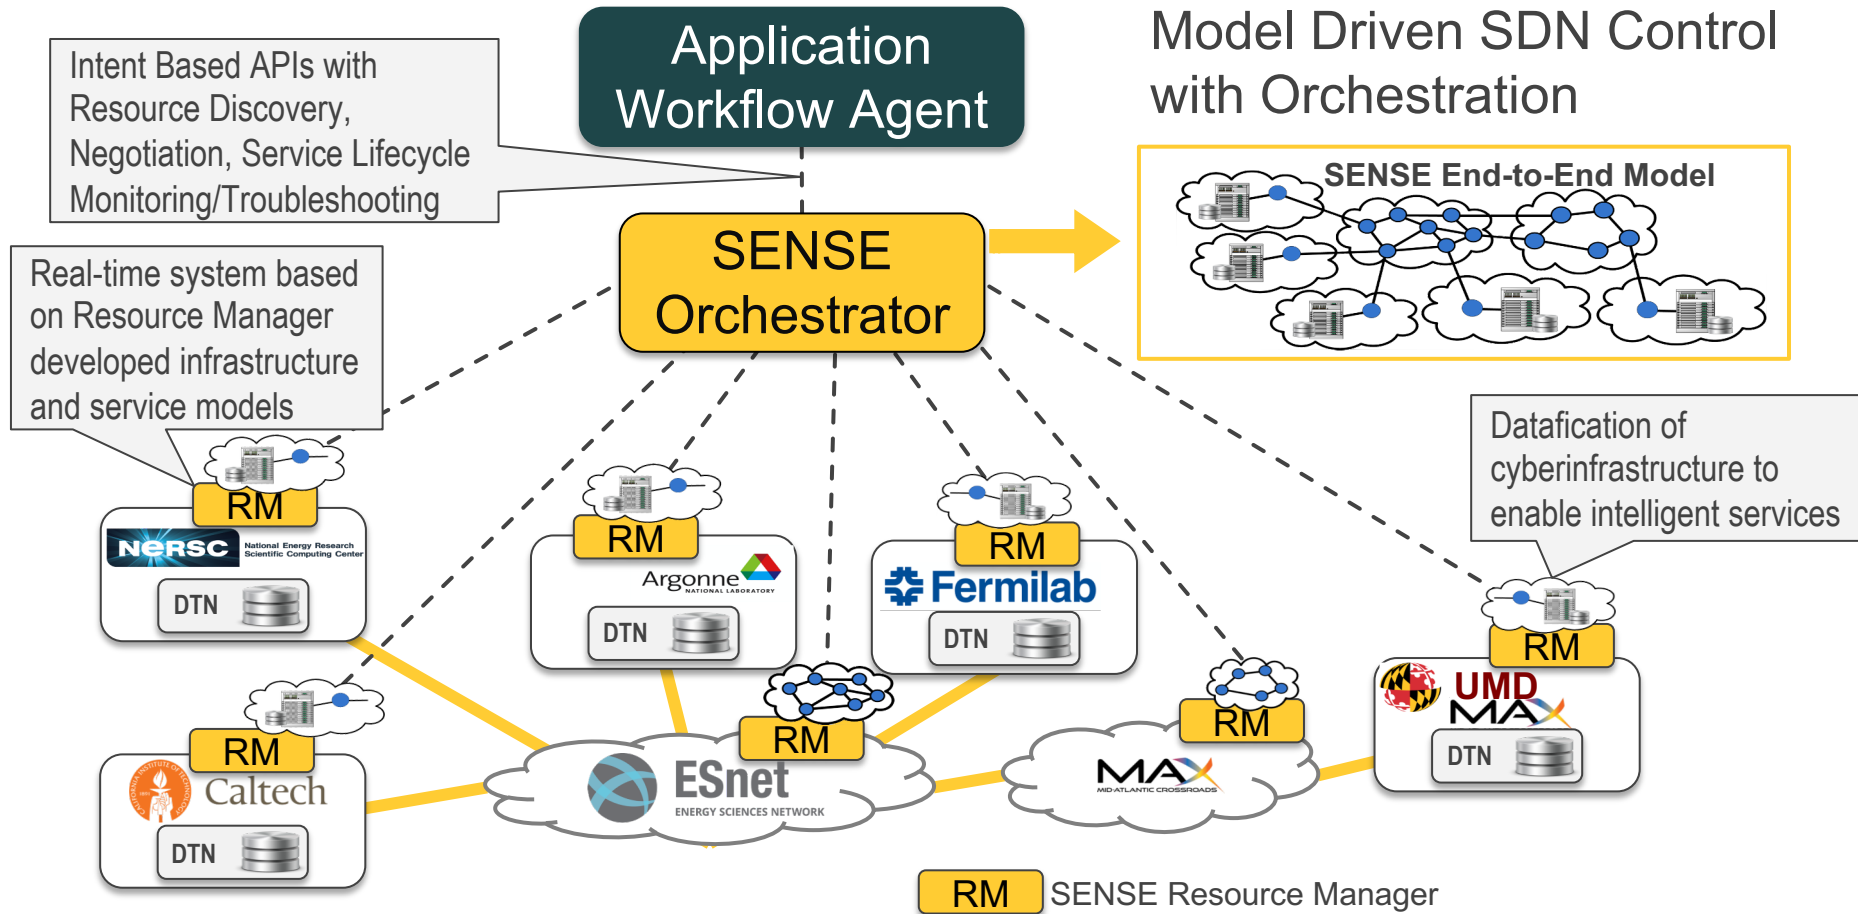 Application
Workflow Agent
Model Driven SDN Control
with Orchestration
Intent Based APIs with
Resource Discovery,
Negotiation, Service Lifecycle
Monitoring/Troubleshooting
SENSE End-to-End Model
SENSE
Orchestrator
Real-time system based
on Resource Manager
developed infrastructure
and service models
Datafication of
cyberinfrastructure to
enable intelligent services
RM
NERSC
National Energy Research
Scientific Computing Center
DTN
RM
Argonne
NATIONAL LABORATORY
DTN
RM
Fermilab
DTN
RM
UMD
MAX
DTN
RM
CALIFORNIA INSTITUTE OF TECHNOLOGY
Caltech
DTN
RM
ESnet
ENERGY SCIENCES NETWORK
RM
MAX
MID-ATLANTIC CROSSROADS
RM
SENSE Resource Manager